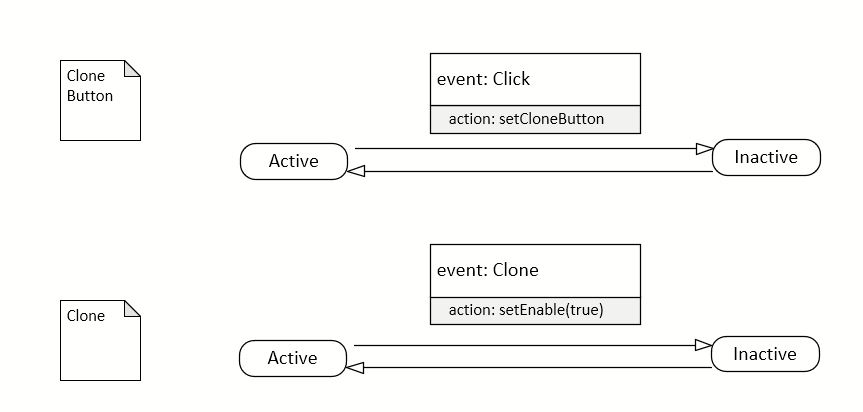 Clone
Button
event: Click
action: setCloneButton
Active
Inactive
event: Clone
action: setEnable(true)
Clone
Active
Inactive